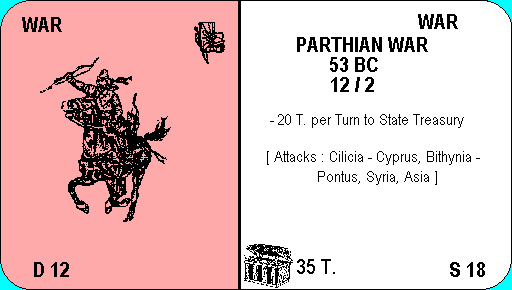 WAR
D 12
WAR
PARTHIAN WAR
53 BC
12 / 2
- 20 T. per Turn to State Treasury
[ Attacks : Cilicia - Cyprus, Bithynia -
Pontus, Syria, Asia ]
35 T.
S 18